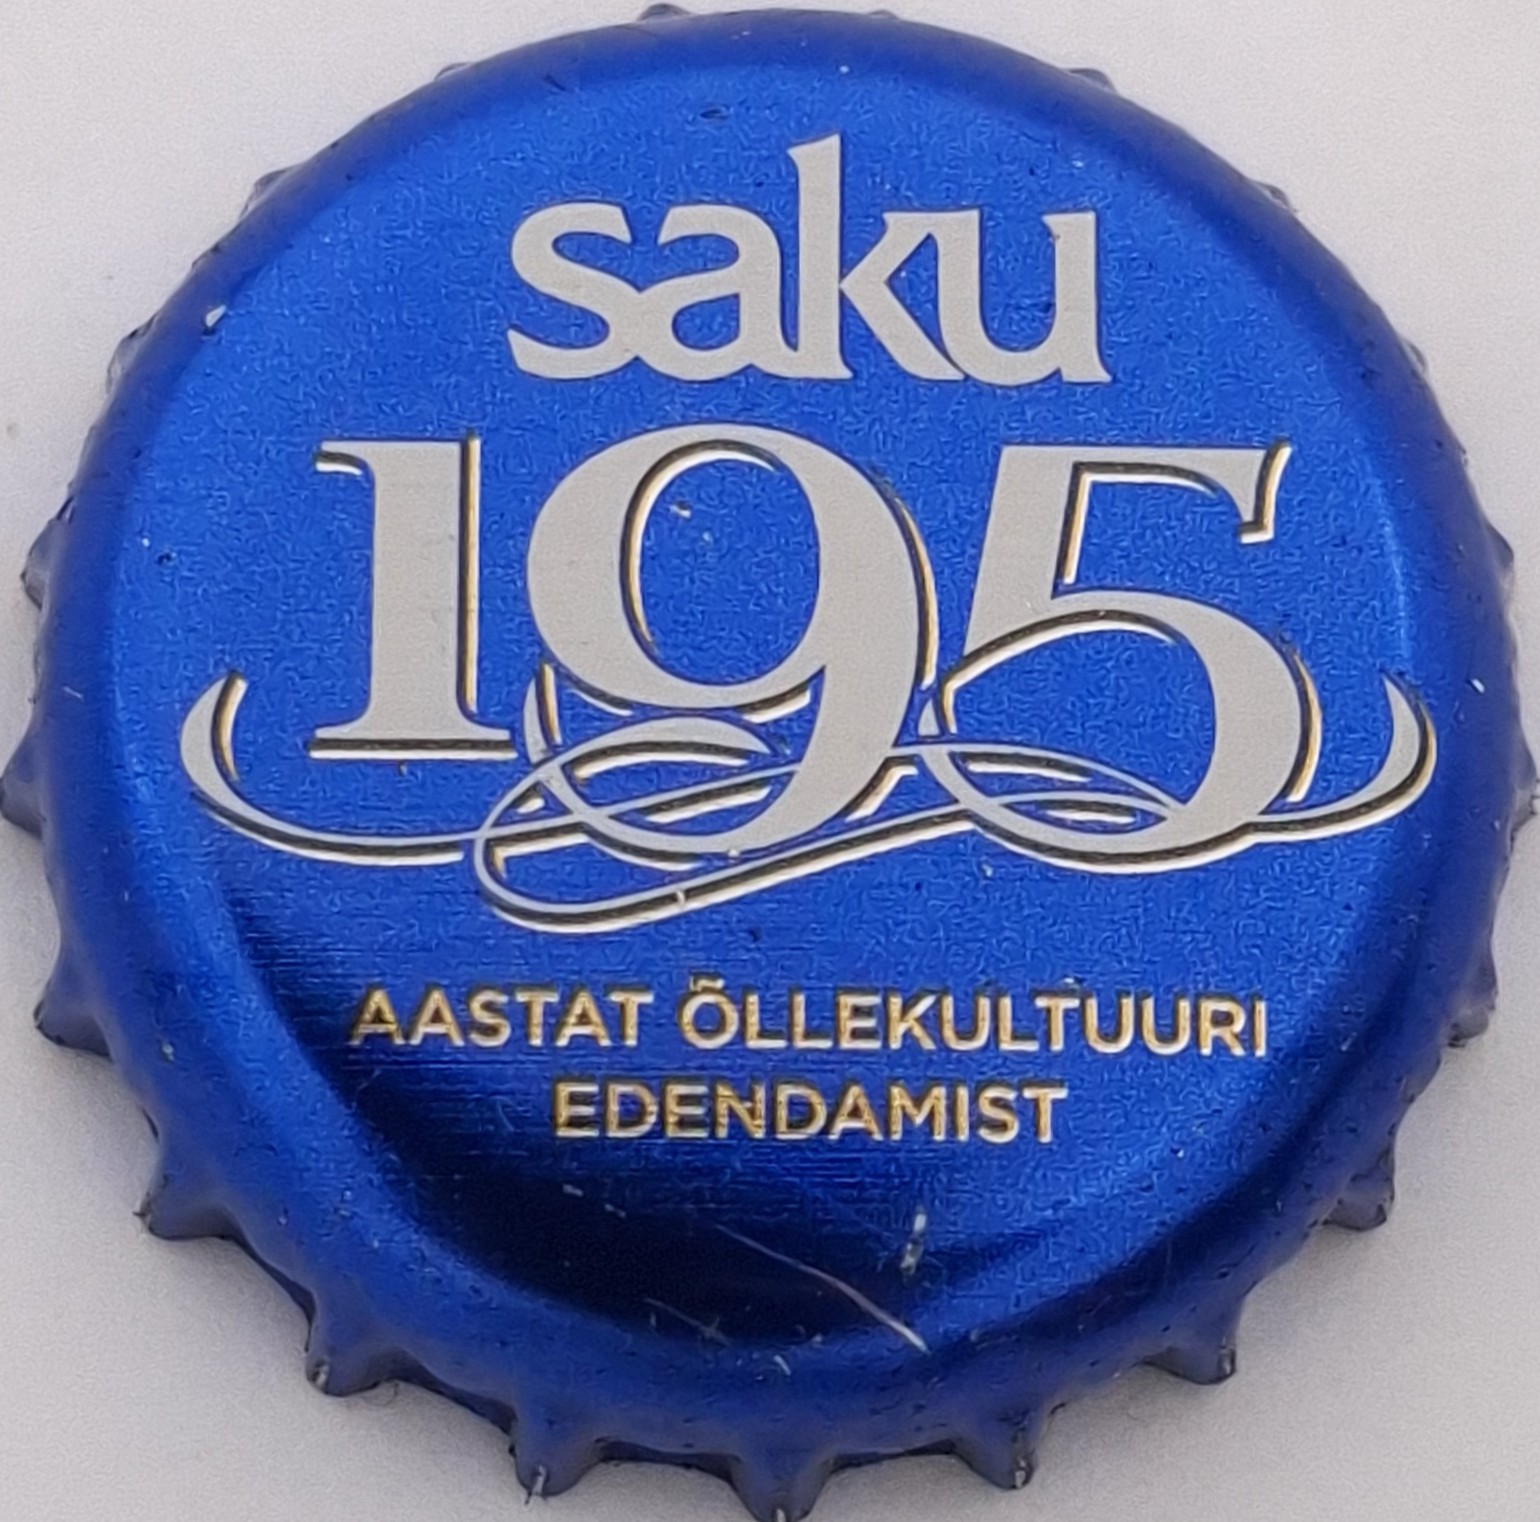 saku
195
AASTAT ÕLLEKULTUURI
EDENDAMIST